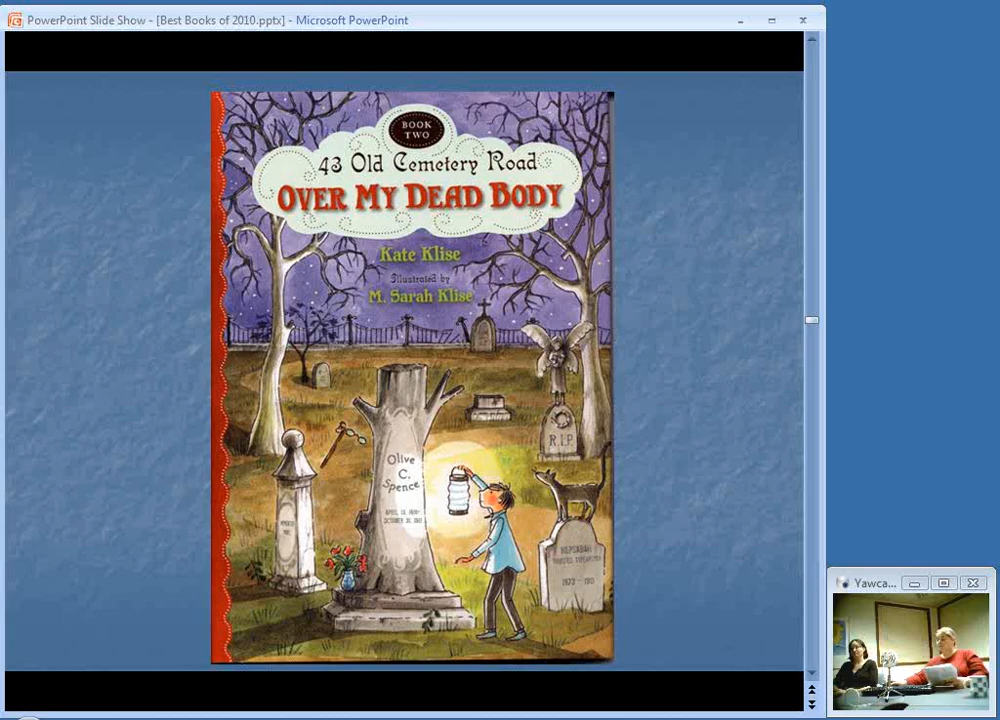 PowerPoint Slide Show - [Best Books of 2010.pptx] - Microsoft PowerPoint
BOOK
TWO
43 Old Cemetery Road
OVER MY DEAD BODY
Kate Klise
Illustrated by
M. Sarah Klise
R.I.P.
Olive
C.
Spence
Yawca...